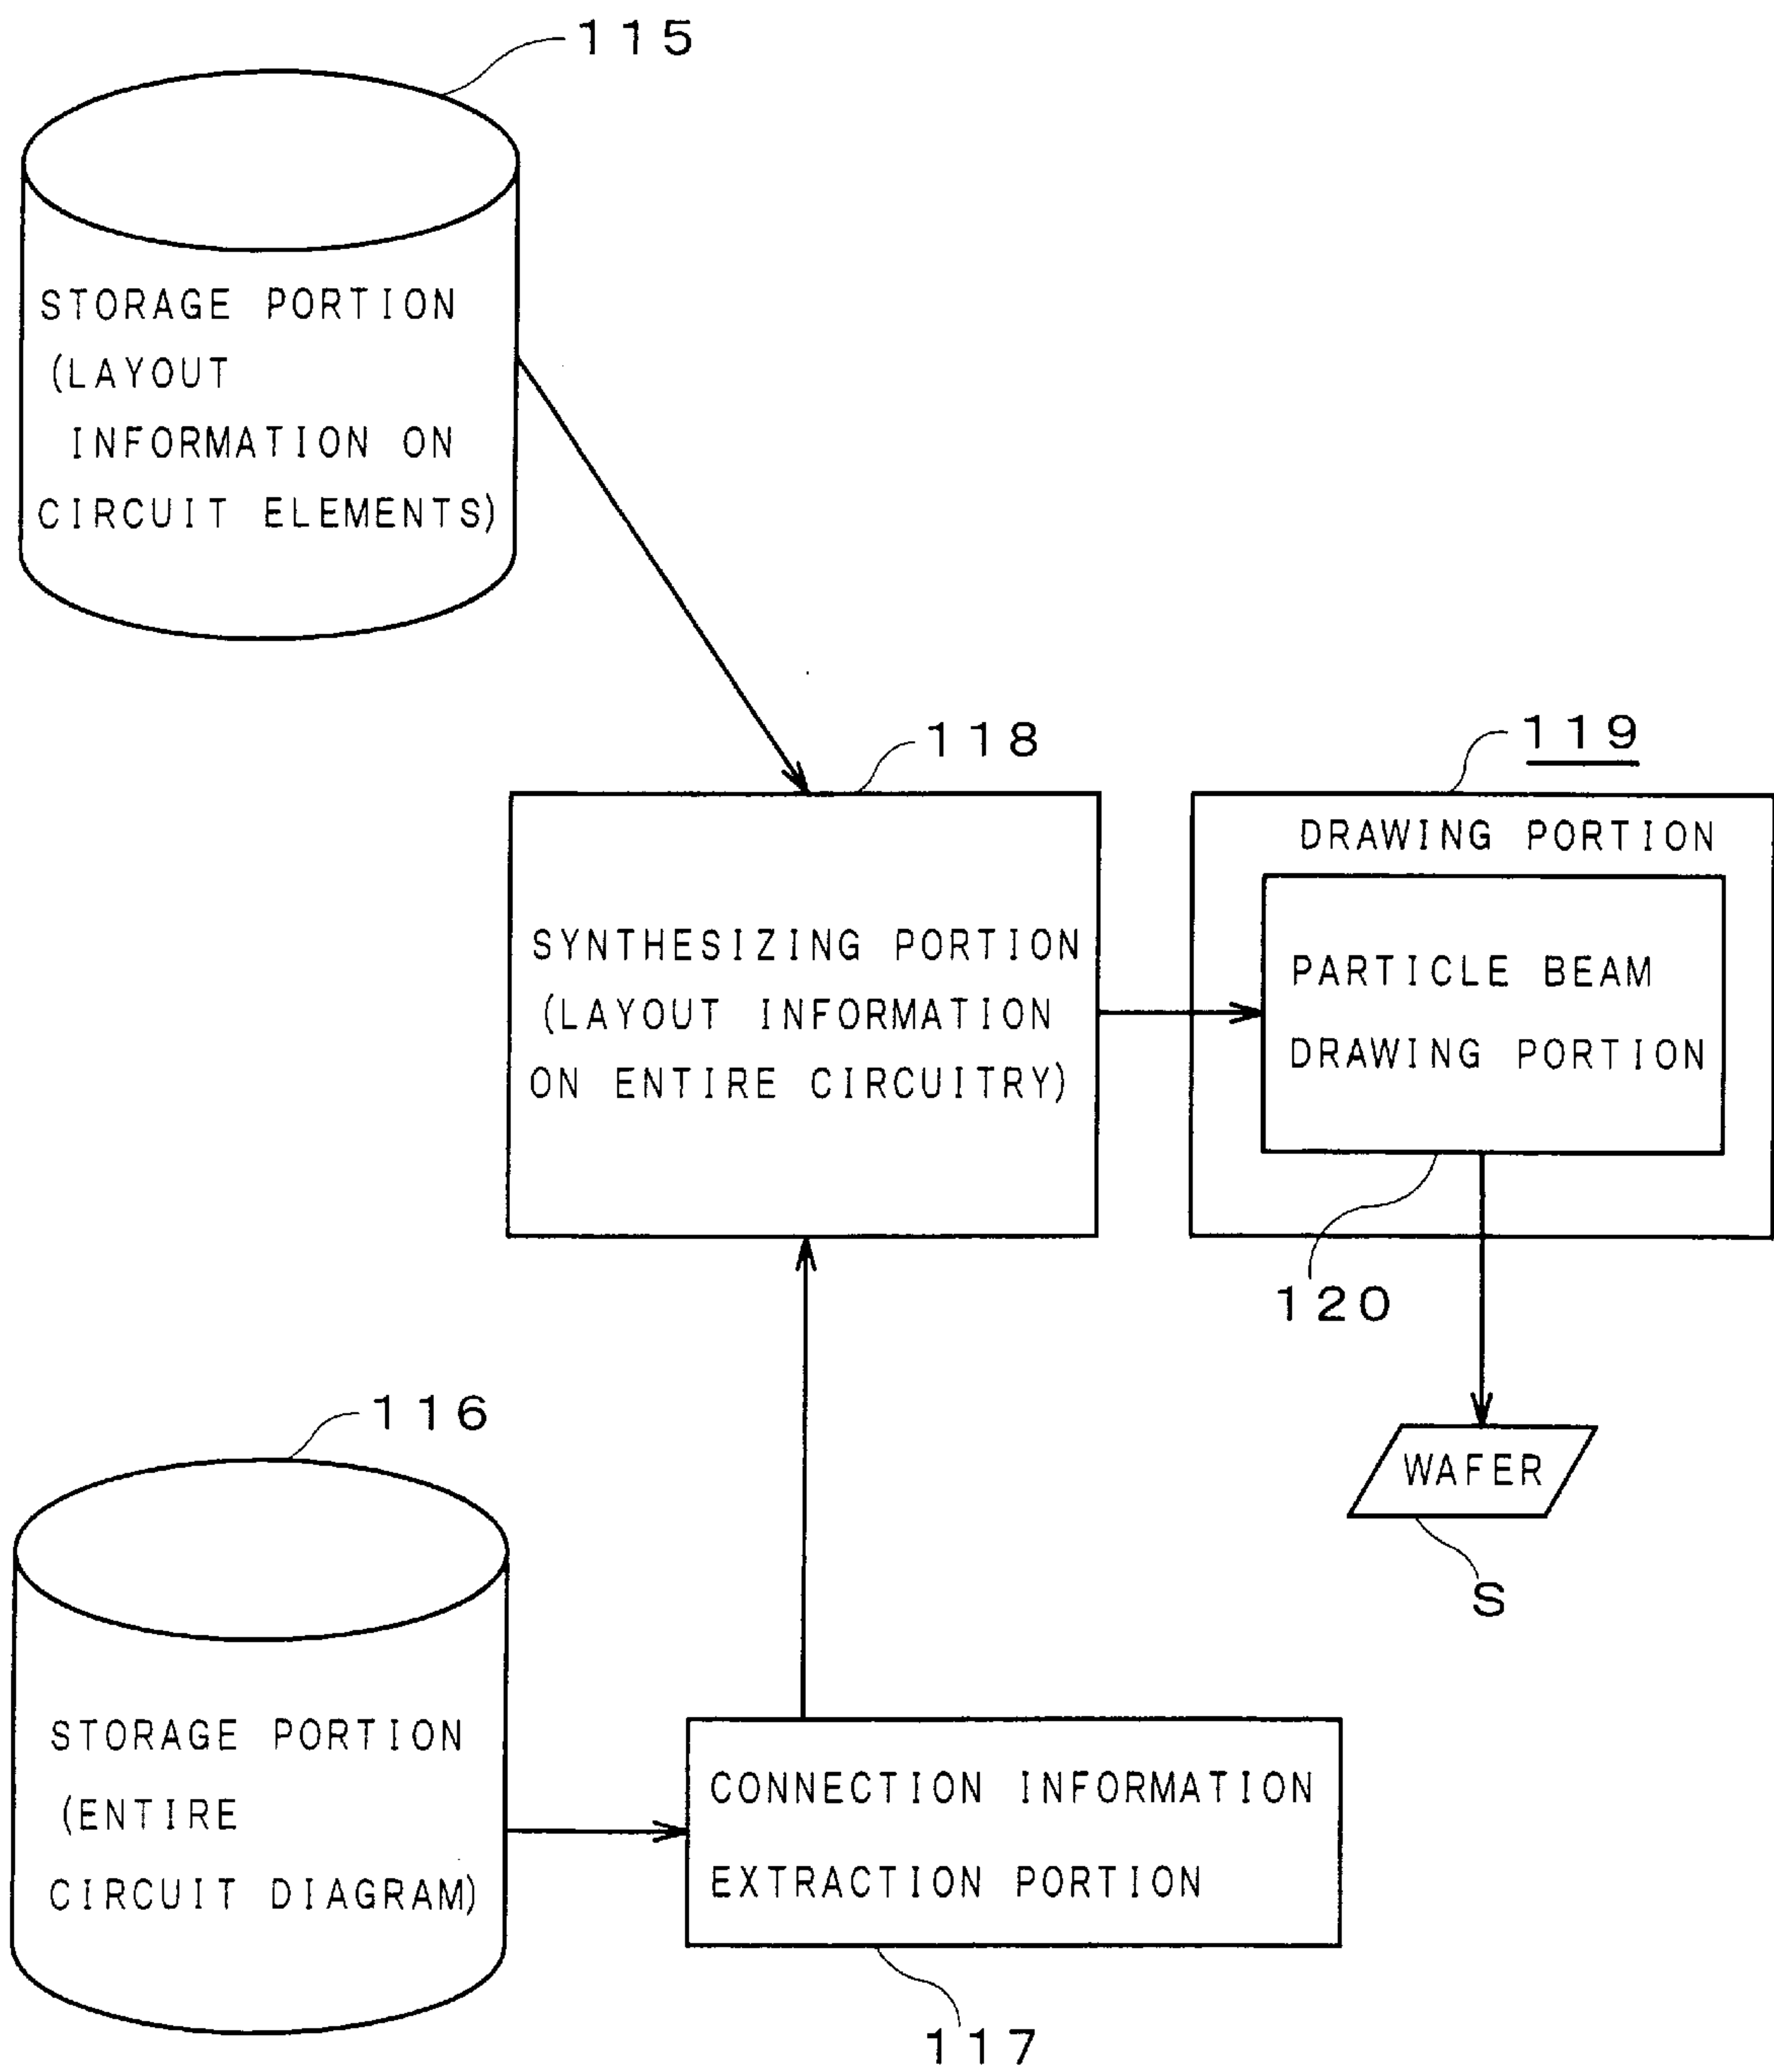 115
STORAGE PORTION
(LAYOUT
INFORMATION ON
CIRCUIT ELEMENTS)
118
119
DRAWING PORTION
SYNTHESIZING PORTION
(LAYOUT INFORMATION
ON ENTIRE CIRCUITRY)
PARTICLE BEAM
DRAWING PORTION
120
WAFER
S
116
STORAGE PORTION
(ENTIRE
CIRCUIT DIAGRAM)
CONNECTION INFORMATION
EXTRACTION PORTION
117